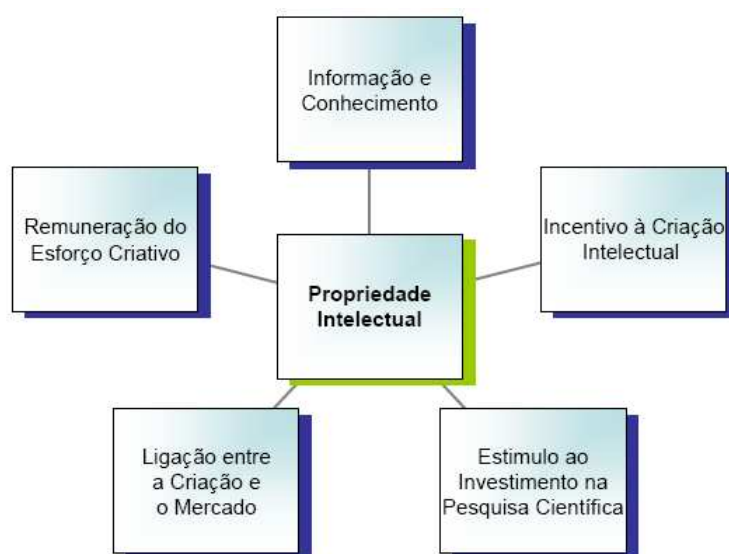 Informação e
Conhecimento
Remuneração do
Esforço Criativo
Incentivo à Criação
Intelectual
Propriedade
Intelectual
Ligação entre
a Criação e
o Mercado
Estimulo ao
Investimento na
Pesquisa Científica